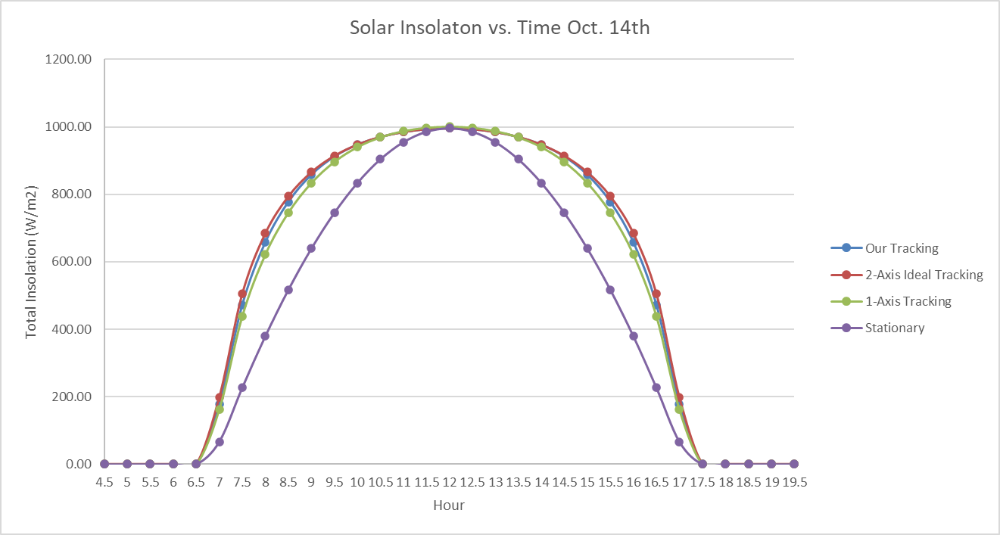 Solar Insolaton vs. Time Oct. 14th
1200.00
1000.00
800.00
600.00
400.00
200.00
0.00
Total Insolation (W/m2)
4.5 5 5.5 6 6.5 7 7.5 8 8.5 9 9.5 10 10.5 11 11.5 12 12.5 13 13.5 14 14.5 15 15.5 16 16.5 17 17.5 18 18.5 19 19.5
Hour
Our Tracking
2-Axis Ideal Tracking
1-Axis Tracking
Stationary